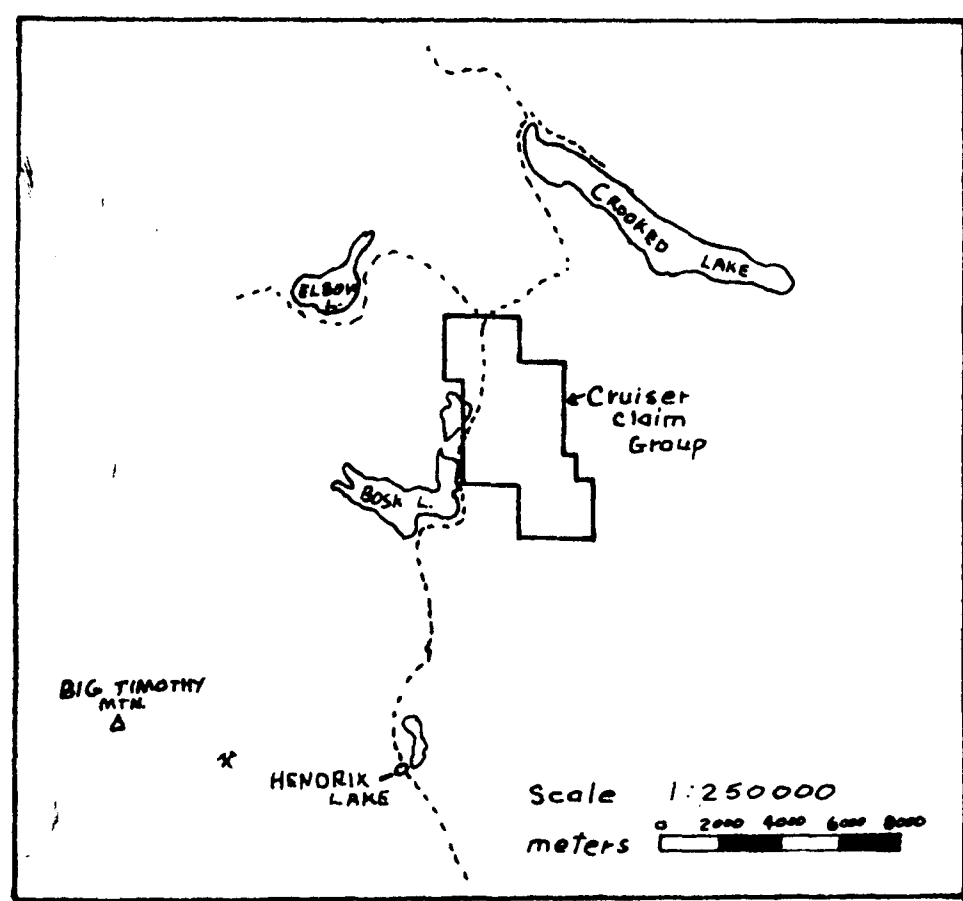 CROOKED
LAKE
ELBOW
L.
Cruiser
claim
Group
BOSK L.
BIG TIMOTHY
MTN.
HENDRIX
LAKE
Scale 1:250000
meters 0 2000 4000 6000 8000